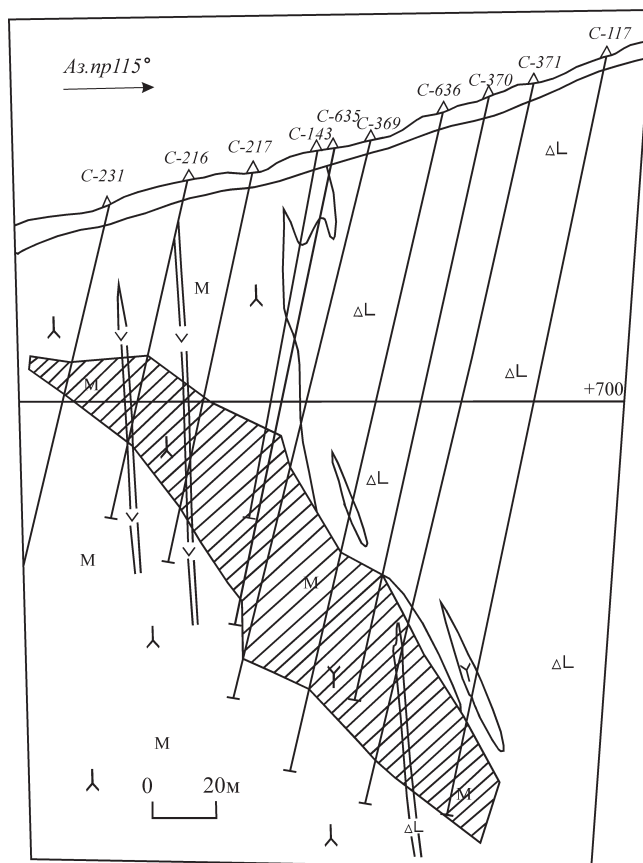 С-117
С-371
С-370
С-636
Аз.пр115°
С-635
С-369
С-143
С-217
С-216
С-231
М
+700
М
М
М
М
М
0 20м